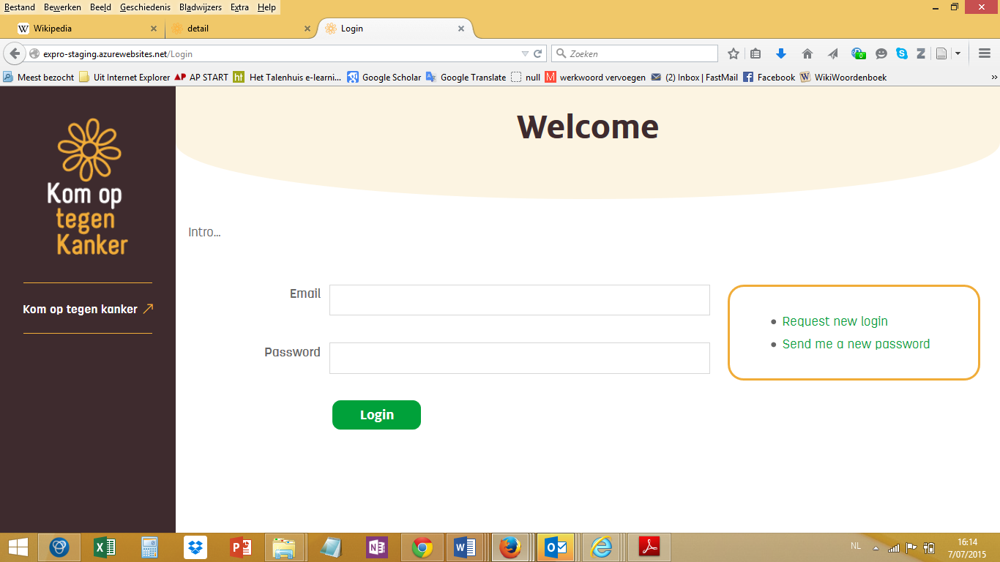 Bestand Bewerken Beeld Geschiedenis Bladwijzers Extra Help
W Wikipedia detail Login
expro-staging.azurewebsites.net/Login Zoeken
Meest bezocht Uit Internet Explorer AP AP START ht Het Talenhuis e-learni... g Google Scholar Google Translate null M werkwoord vervoegen (2) Inbox | FastMail Facebook W WikiWoordenboek »
Kom op
tegen
Kanker
Kom op tegen kanker
Welcome
Intro...
Email
Password
Login
• Request new login
• Send me a new password
NL
16:14
7/07/2015